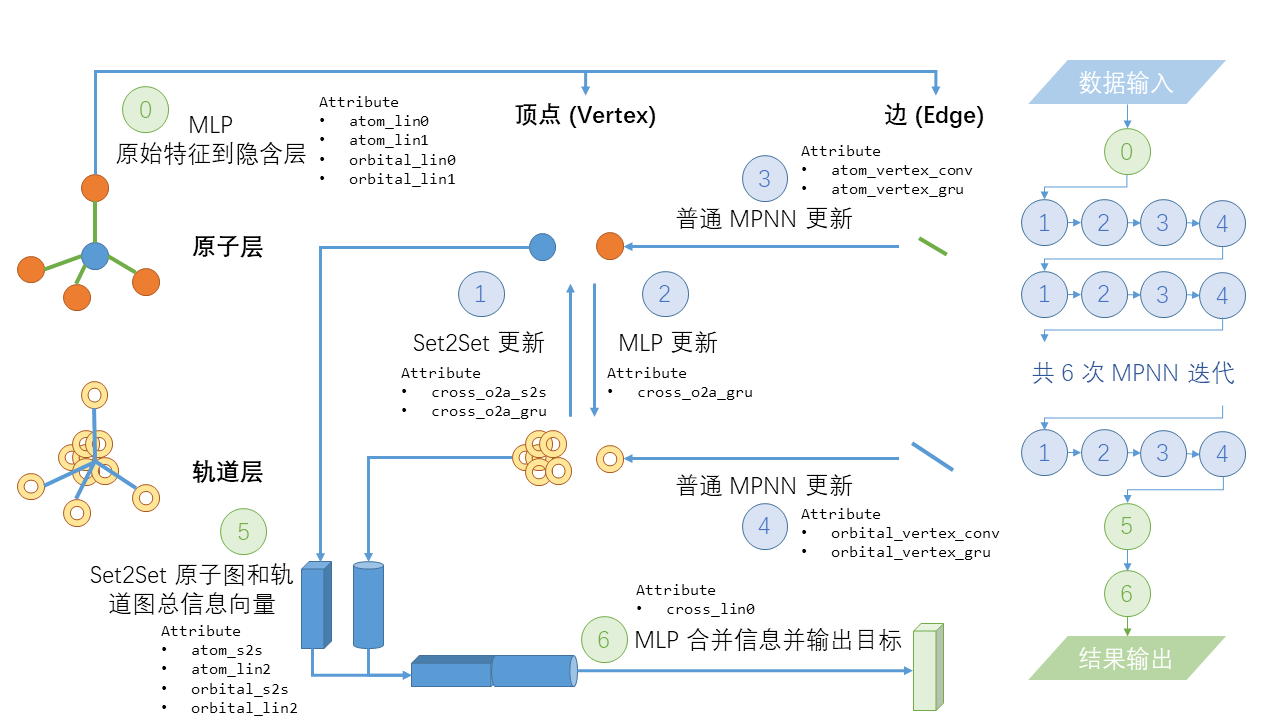 0
MLP
原始特征到隐含层
Attribute
• atom_lin0
• atom_lin1
• orbital_lin0
• orbital_lin1
顶点 (Vertex)
边 (Edge)
原子层
3
Attribute
• atom_vertex_conv
• atom_vertex_gru
普通 MPNN 更新
1
Set2Set 更新
Attribute
• cross_o2a_s2s
• cross_o2a_gru
2
MLP 更新
Attribute
• cross_o2a_gru
轨道层
普通 MPNN 更新
4
Attribute
• orbital_vertex_conv
• orbital_vertex_gru
5
Set2Set 原子图和轨
道图总信息向量
Attribute
• atom_s2s
• atom_lin2
• orbital_s2s
• orbital_lin2
Attribute
• cross_lin0
6
MLP 合并信息并输出目标
数据输入
0
1 2 3 4
1 2 3 4
共 6 次 MPNN 迭代
1 2 3 4
5
6
结果输出